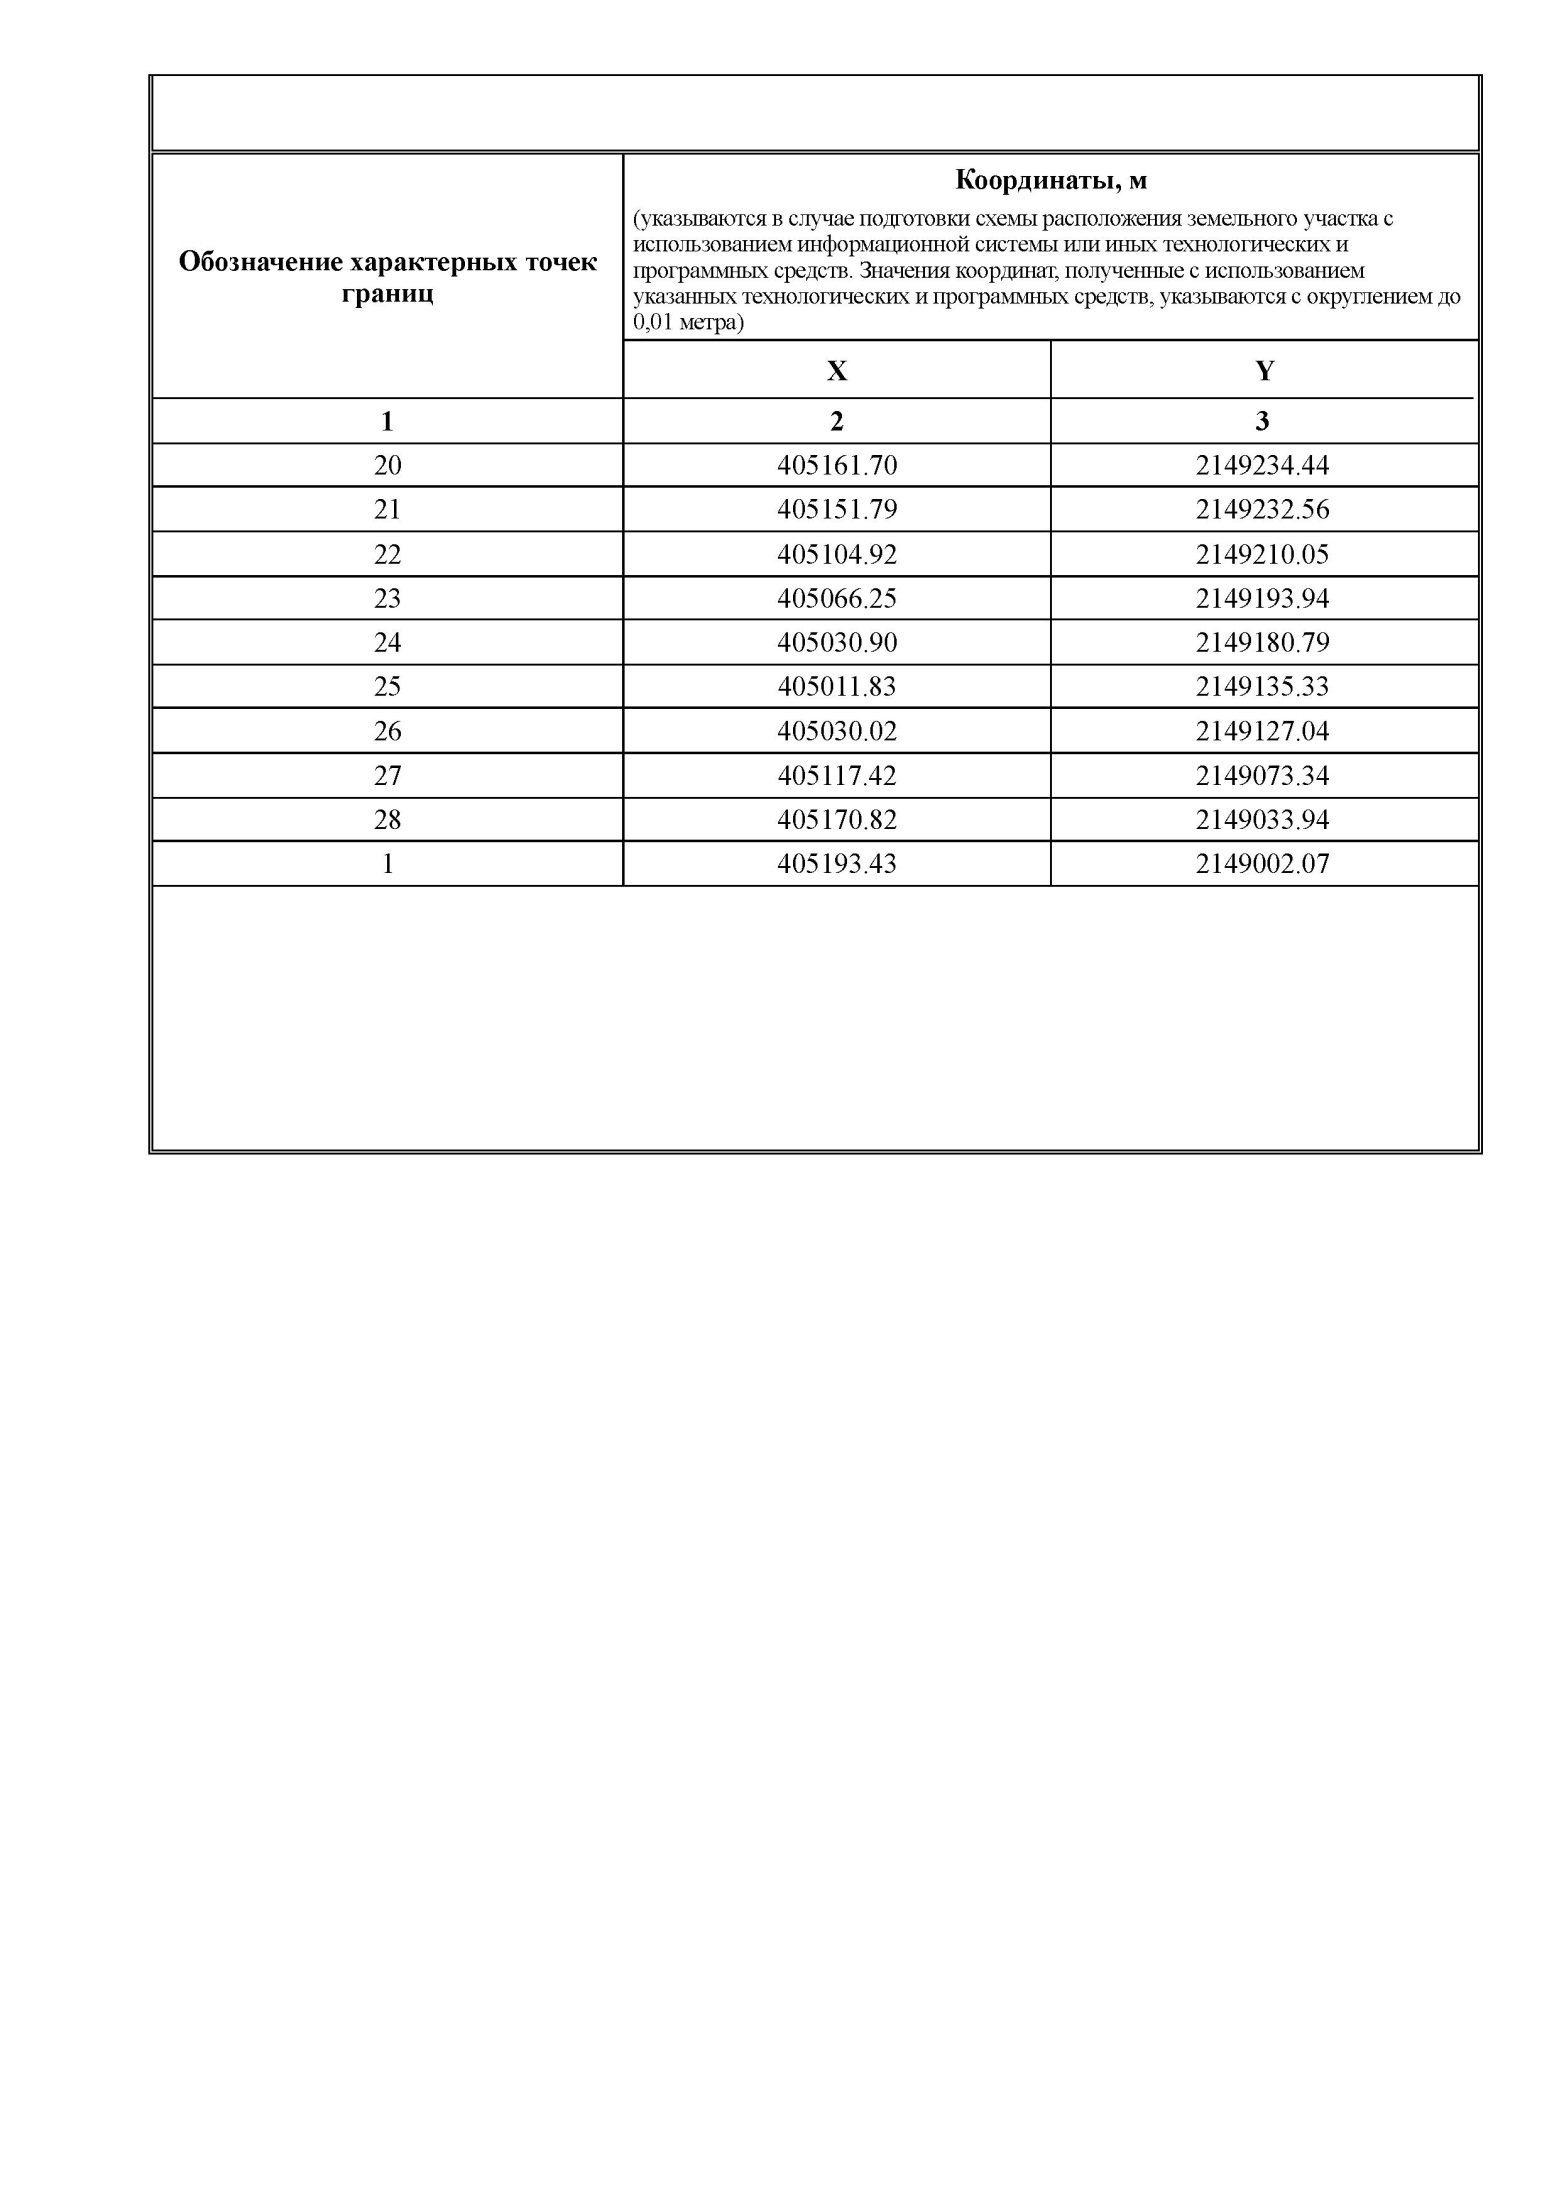 Обозначение характерных точек
границ
Координаты, м
(указываются в случае подготовки схемы расположения земельного участка с
использованием информационной системы или иных технологических и
программных средств. Значения координат, полученные с использованием
указанных технологических и программных средств, указываются с округлением до
0,01 метра)
X Y
1 2 3
20 405161.70 2149234.44
21 405151.79 2149232.56
22 405104.92 2149210.05
23 405066.25 2149193.94
24 405030.90 2149180.79
25 405011.83 2149135.33
26 405030.02 2149127.04
27 405117.42 2149073.34
28 405170.82 2149033.94
1 405193.43 2149002.07